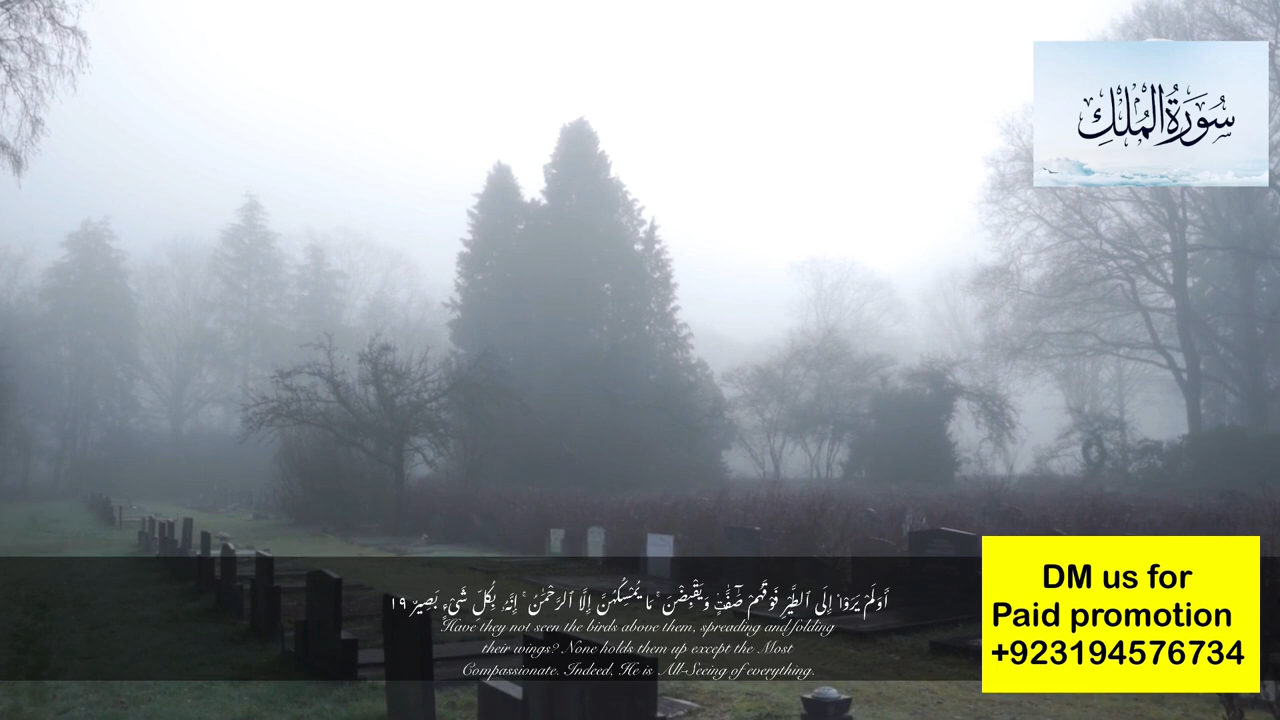 سُورَةُ الْمُلْكِ
أَوَلَمْ يَرَوْا۟ إِلَى ٱلطَّيْرِ فَوْقَهُمْ صَٰٓفَّٰتٍ وَيَقْبِضْنَ ۚ مَا يُمْسِكُهُنَّ إِلَّا ٱلرَّحْمَٰنُ ۚ إِنَّهُۥ بِكُلِّ شَىْءٍۭ بَصِيرٌ ١٩
Have they not seen the birds above them, spreading and folding
their wings? None holds them up except the Most
Compassionate. Indeed, He is All-Seeing of everything.
DM us for
Paid promotion
+923194576734